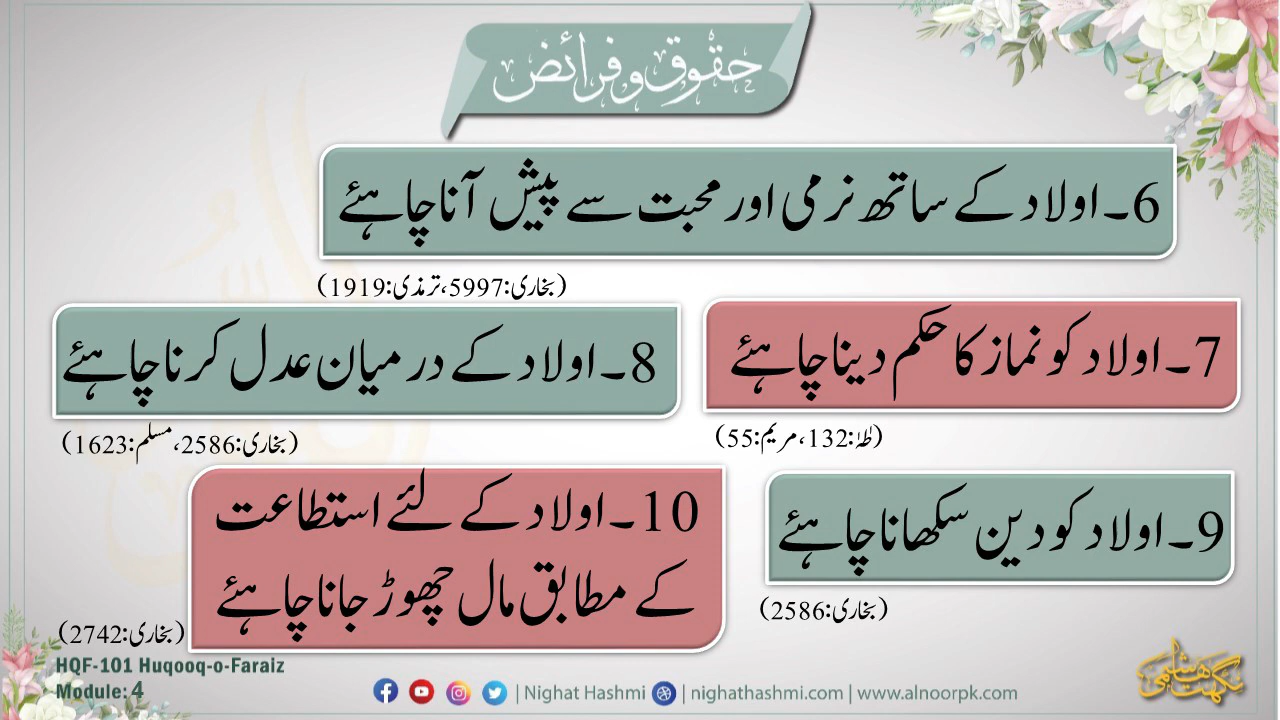 حقوق و فرائض
6۔اولاد کے ساتھ نرمی اور محبت سے پیش آنا چاہئے
(بخاری:5997، ترمذی:1919)
7۔اولاد کو نماز کا حکم دینا چاہئے
(طٰہٰ:132، مریم:55)
8۔اولاد کے درمیان عدل کرنا چاہئے
(بخاری:2586، مسلم:1623)
9۔اولاد کو دین سکھانا چاہئے
(بخاری:2586)
10۔اولاد کے لئے استطاعت
کے مطابق مال چھوڑ جانا چاہئے
(بخاری:2742)
HQF-101 Huqooq-o-Faraiz
Module: 4
| Nighat Hashmi | nighathashmi.com | www.alnoorpk.com
نگہت ہاشمی